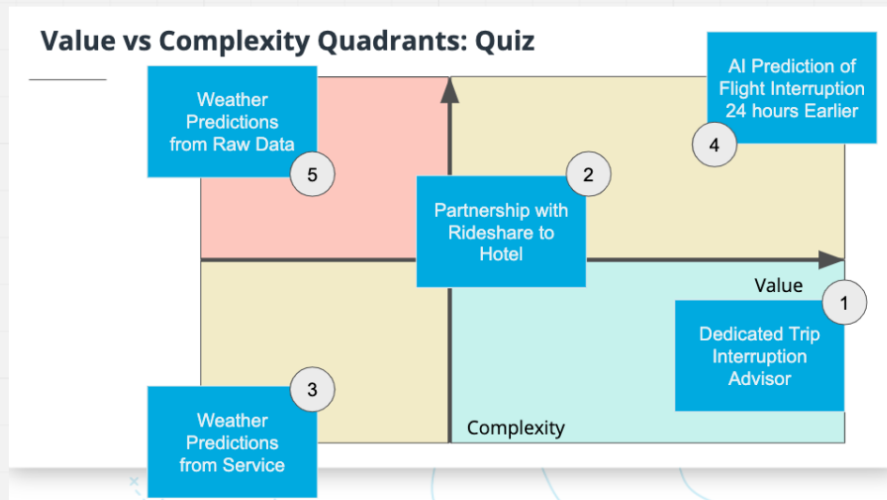 Value vs Complexity Quadrants: Quiz
Weather
Predictions
from Raw Data
5
AI Prediction of
Flight Interruption
24 hours Earlier
4
2
Partnership with
Rideshare to
Hotel
Value
1
Dedicated Trip
Interruption
Advisor
3
Weather
Predictions
from Service
Complexity